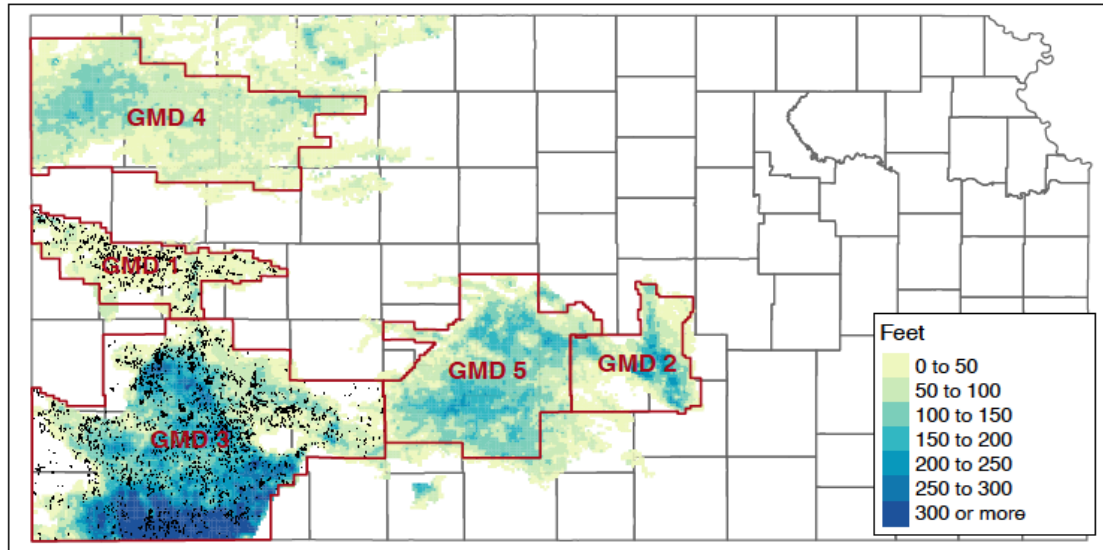 GMD 4
GMD 1
GMD 5
GMD 2
GMD 3
Feet
0 to 50
50 to 100
100 to 150
150 to 200
200 to 250
250 to 300
300 or more